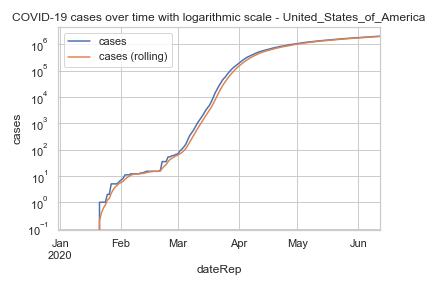 COVID-19 cases over time with logarithmic scale - United_States_of_America
cases
cases (rolling)
10^6
10^5
10^4
10^3
10^2
10^1
10^0
10^-1
cases
Jan Feb Mar Apr May Jun
2020
dateRep